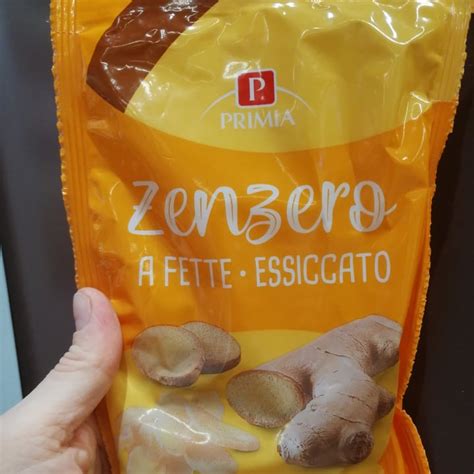 P.
PRIMIA
zenzero
A FETTE • ESSICCATO